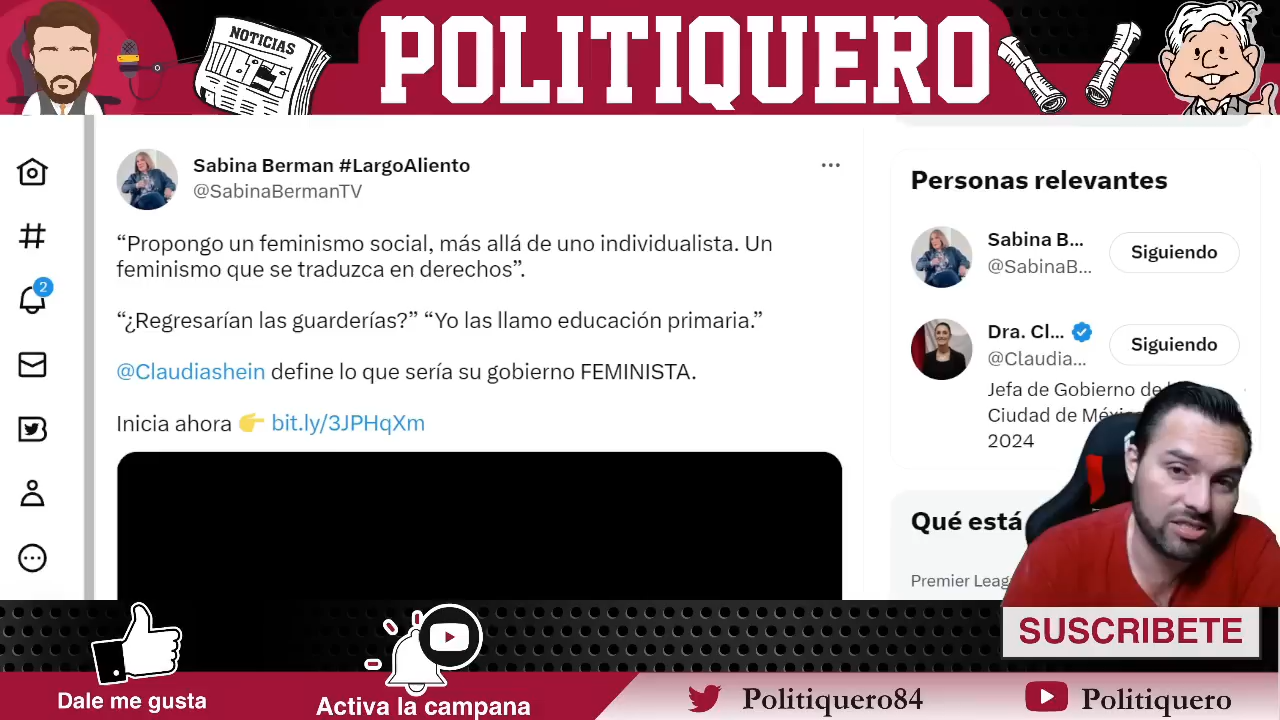 NOTICIAS
POLITIQUERO
Sabina Berman #LargoAliento
@SabinaBermanTV
“Propongo un feminismo social, más allá de uno individualista. Un
feminismo que se traduzca en derechos”.
“¿Regresarían las guarderías?” “Yo las llamo educación primaria.”
@Claudiashein define lo que sería su gobierno FEMINISTA.
Inicia ahora 👉 bit.ly/3JPHqXm
2
Personas relevantes
Sabina B...
@SabinaB...
Siguiendo
Dra. Cl...
@Claudia...
Siguiendo
Jefa de Gobierno de
Ciudad de
2024
Qué está
Premier
SUSCRIBETE
Dale me gusta
Activa la campana
Politiquero84
Politiquero